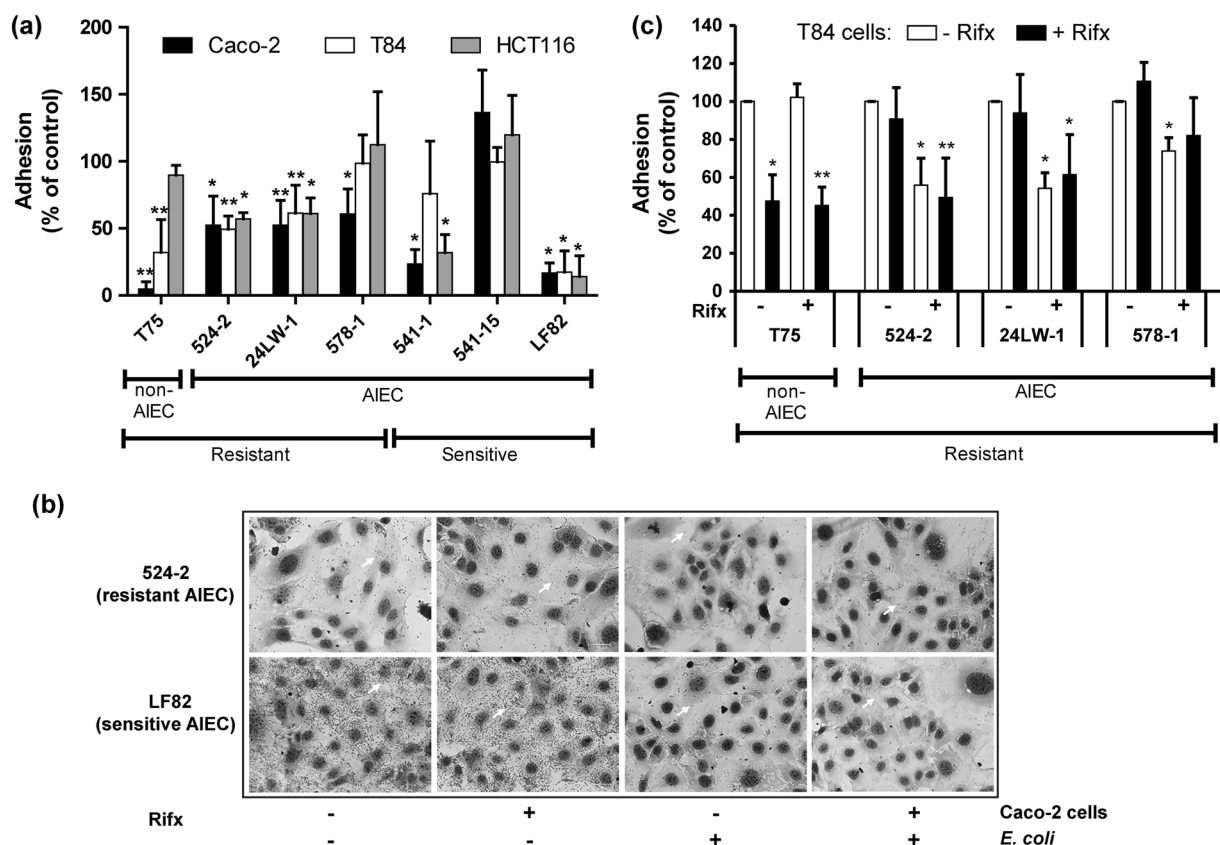 (a)
200
150
100
50
0
Adhesion
(% of control)
Caco-2
T84
HCT116
**
**
*
**
*
**
**
*
*
*
*
*
*
*
T75
524-2
24LW-1
578-1
541-1
541-15
LF82
non-
AIEC
AIEC
Resistant
Sensitive
(c)
140
120
100
80
60
40
20
0
Adhesion
(% of control)
T84 cells:
- Rifx
+ Rifx
*
**
*
**
*
*
*
Rifx - + - + - + - +
T75 524-2 24LW-1 578-1
non-
AIEC
AIEC
Resistant
(b)
524-2
(resistant AIEC)
LF82
(sensitive AIEC)
Rifx - + - + Caco-2 cells
- - + + E. coli